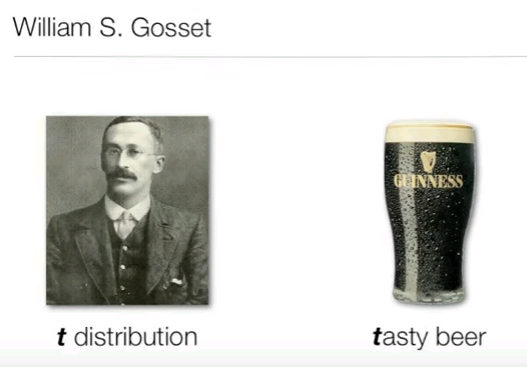 William S. Gosset
GUINNESS
t distribution
tasty beer